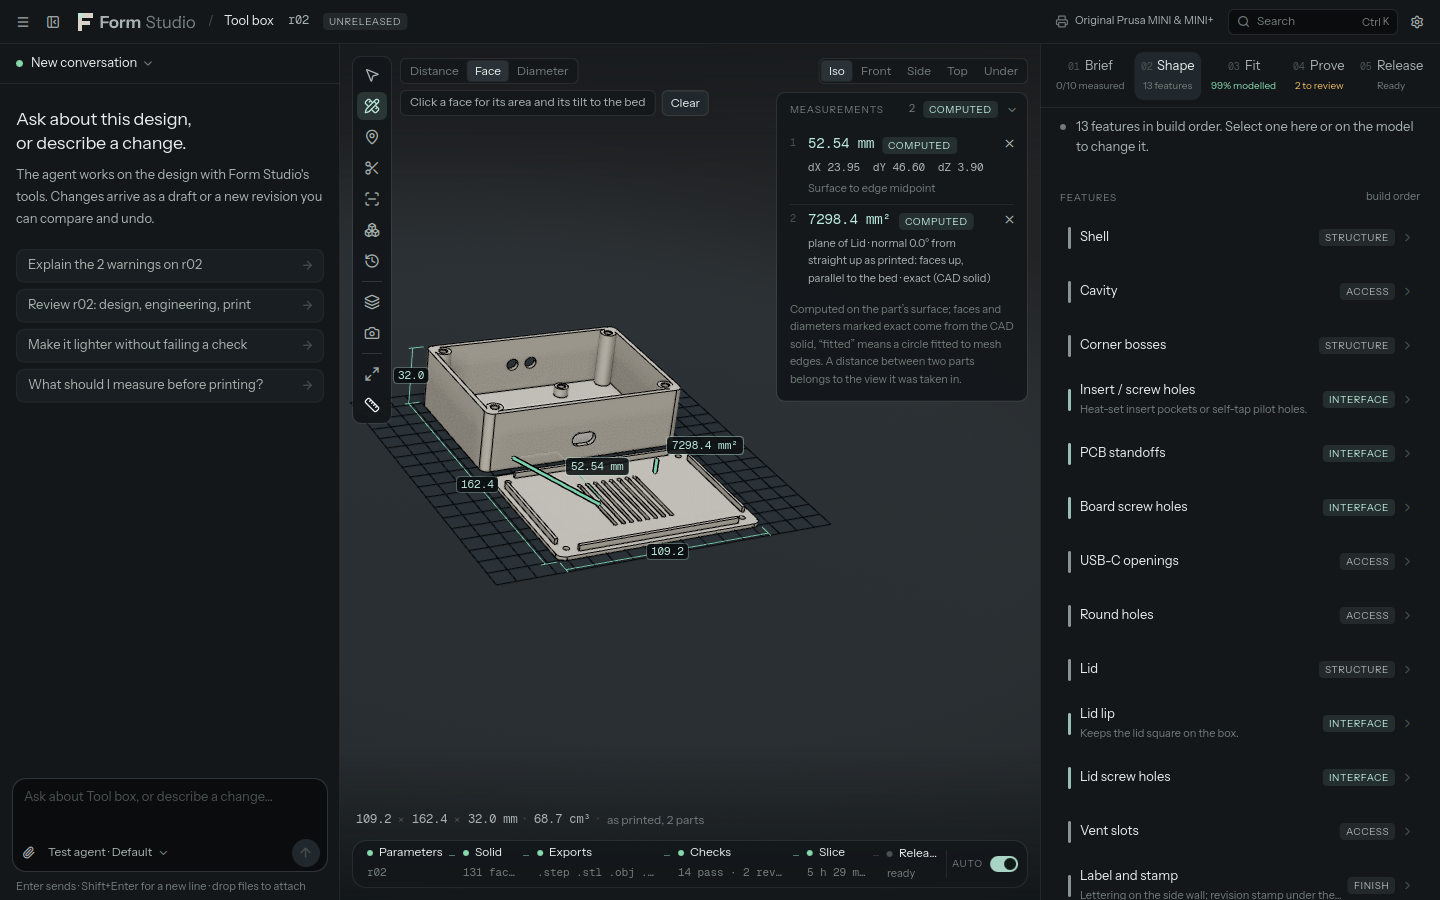 Form Studio / Tool box r02 UNRELEASED
Original Prusa MINI & MINI+
Search Ctrl K
New conversation
Ask about this design,
or describe a change.
The agent works on the design with Form Studio's
tools. Changes arrive as a draft or a new revision you
can compare and undo.
Explain the 2 warnings on r02
Review r02: design, engineering, print
Make it lighter without failing a check
What should I measure before printing?
Ask about Tool box, or describe a change...
Test agent · Default
Enter sends · Shift+Enter for a new line · drop files to attach
Distance Face Diameter
Click a face for its area and its tilt to the bed Clear
Iso Front Side Top Under
MEASUREMENTS 2 COMPUTED
1 52.54 mm COMPUTED
dX 23.95 dY 46.60 dZ 3.90
Surface to edge midpoint
2 7298.4 mm² COMPUTED
plane of Lid · normal 0.0° from
straight up as printed: faces up,
parallel to the bed · exact (CAD solid)
Computed on the part's surface; faces and
diameters marked exact come from the CAD
solid, “fitted” means a circle fitted to mesh
edges. A distance between two parts
belongs to the view it was taken in.
32.0
7298.4 mm²
52.54 mm
162.4
109.2
109.2 × 162.4 × 32.0 mm · 68.7 cm³ · as printed, 2 parts
Parameters
r02
Solid
131 fac…
Exports
.step .stl .obj ….
Checks
14 pass · 2 rev…
Slice
5 h 29 m…
Relea…
ready
AUTO
01 Brief
0/10 measured
02 Shape
13 features
03 Fit
99% modelled
04 Prove
2 to review
05 Release
Ready
13 features in build order. Select one here or on the model
to change it.
FEATURES build order
Shell STRUCTURE
Cavity ACCESS
Corner bosses STRUCTURE
Insert / screw holes INTERFACE
Heat-set insert pockets or self-tap pilot holes.
PCB standoffs INTERFACE
Board screw holes INTERFACE
USB-C openings ACCESS
Round holes ACCESS
Lid STRUCTURE
Lid lip INTERFACE
Keeps the lid square on the box.
Lid screw holes INTERFACE
Vent slots ACCESS
Label and stamp FINISH
Lettering on the side wall; revision stamp under the…